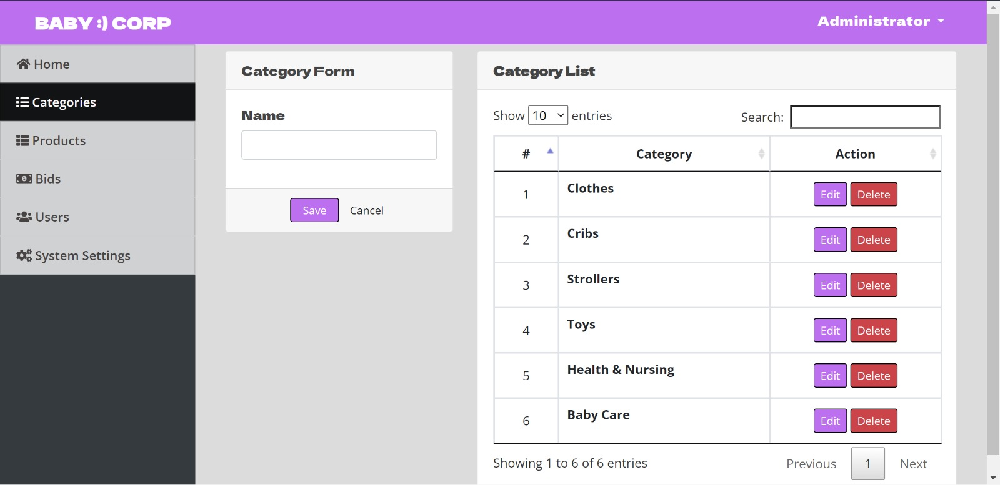 BABY :) CORP
Administrator
Home
Categories
Products
Bids
Users
System Settings
Category Form
Name
Save Cancel
Category List
Show 10 entries
Search:
# Category Action
1 Clothes Edit Delete
2 Cribs Edit Delete
3 Strollers Edit Delete
4 Toys Edit Delete
5 Health & Nursing Edit Delete
6 Baby Care Edit Delete
Showing 1 to 6 of 6 entries
Previous 1 Next